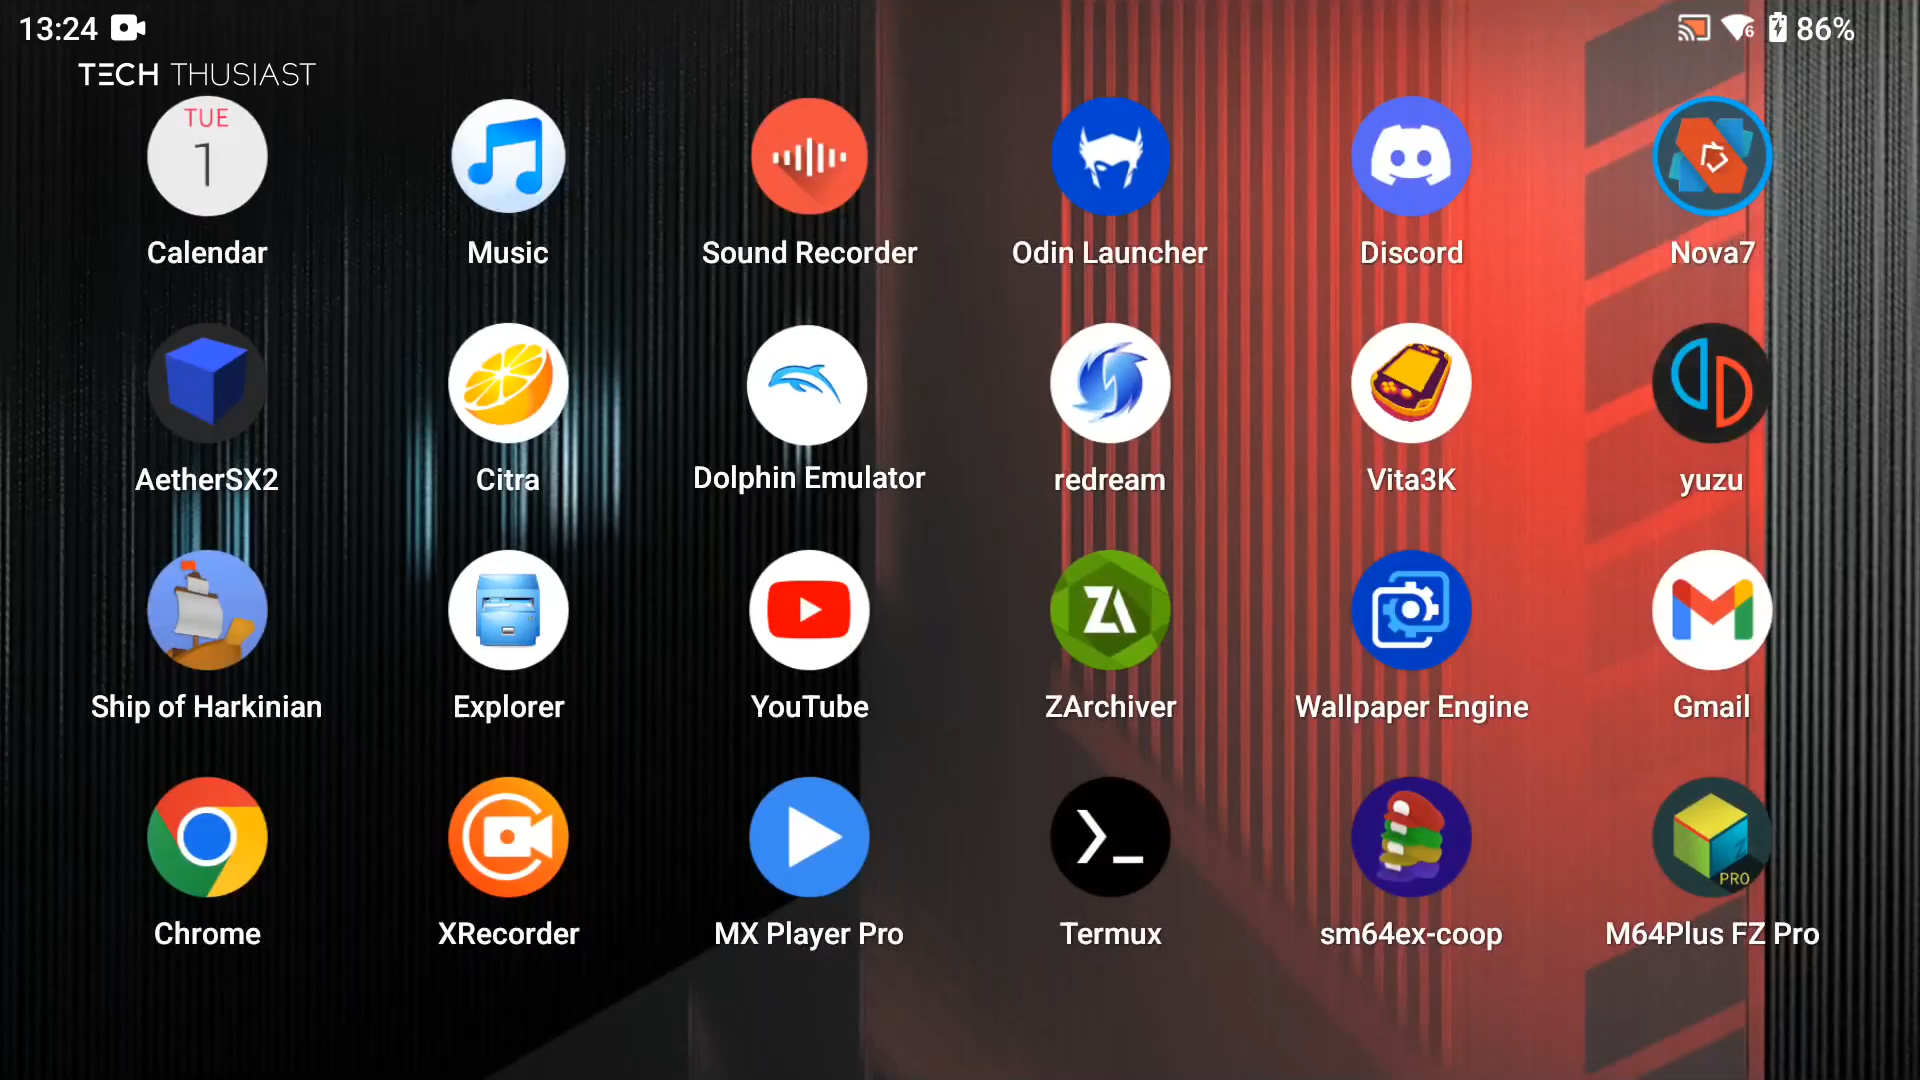 13:24
6 86%
TECH THUSIAST
TUE
1
Calendar Music Sound Recorder Odin Launcher Discord Nova7
AetherSX2 Citra Dolphin Emulator redream Vita3K yuzu
ZA
Ship of Harkinian Explorer YouTube ZArchiver Wallpaper Engine Gmail
PRO
Chrome XRecorder MX Player Pro Termux sm64ex-coop M64Plus FZ Pro